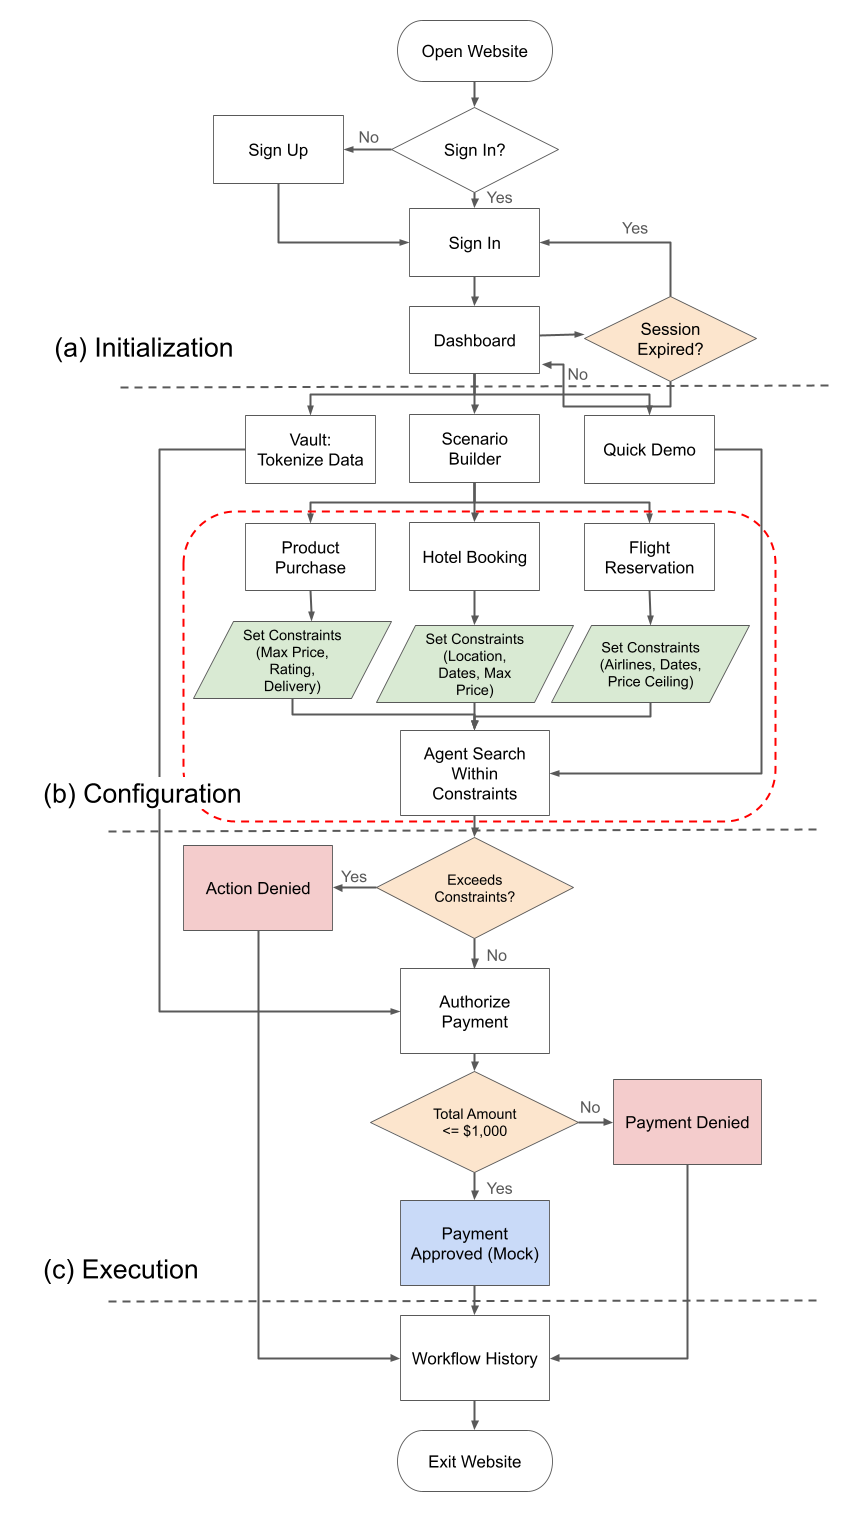 Open Website
Sign In?
No
Sign Up
Yes
Sign In
Yes
Dashboard
Session
Expired?
No
(a) Initialization
Vault:
Tokenize Data
Scenario
Builder
Quick Demo
Product
Purchase
Hotel Booking
Flight
Reservation
Set Constraints
(Max Price,
Rating,
Delivery)
Set Constraints
(Location,
Dates, Max
Price)
Set Constraints
(Airlines, Dates,
Price Ceiling)
Agent Search
Within
Constraints
(b) Configuration
Exceeds
Constraints?
Yes
Action Denied
No
Authorize
Payment
Total Amount
<= $1,000
No
Payment Denied
Yes
Payment
Approved (Mock)
(c) Execution
Workflow History
Exit Website